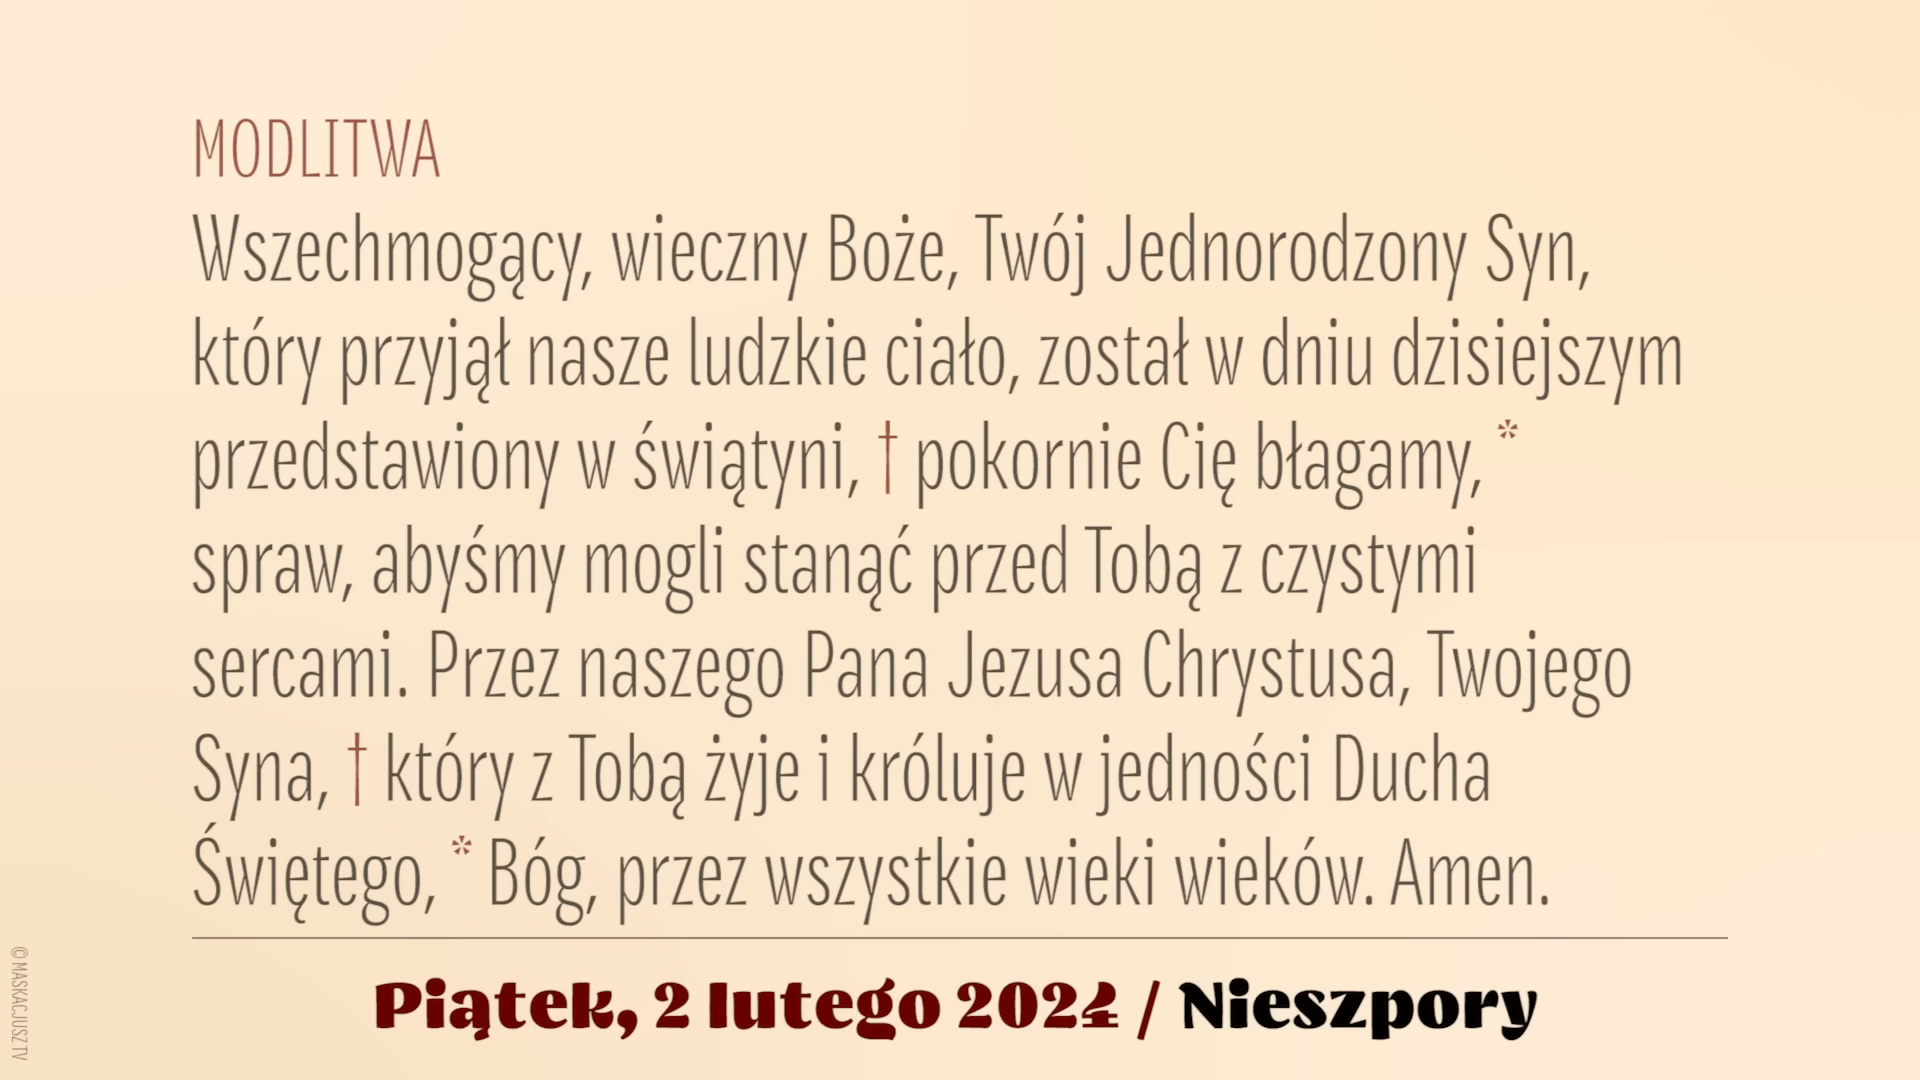 MODLITWA
Wszechmogący, wieczny Boże, Twój Jednorodzony Syn,
który przyjął nasze ludzkie ciało, został w dniu dzisiejszym
przedstawiony w świątyni, † pokornie Cię błagamy, *
spraw, abyśmy mogli stanąć przed Tobą z czystymi
sercami. Przez naszego Pana Jezusa Chrystusa, Twojego
Syna, † który z Tobą żyje i króluje w jedności Ducha
Świętego, * Bóg, przez wszystkie wieki wieków. Amen.
Piątek, 2 lutego 2024 / Nieszpory
© MASKACJUSZ TV